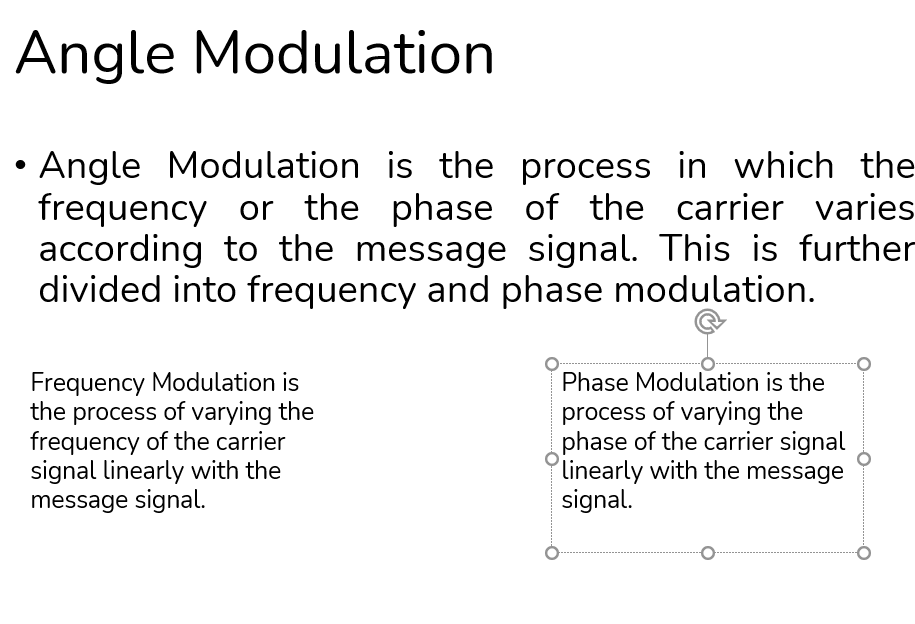 Angle Modulation
• Angle Modulation is the process in which the
frequency or the phase of the carrier varies
according to the message signal. This is further
divided into frequency and phase modulation.
Frequency Modulation is
the process of varying the
frequency of the carrier
signal linearly with the
message signal.
Phase Modulation is the
process of varying the
phase of the carrier signal
linearly with the message
signal.